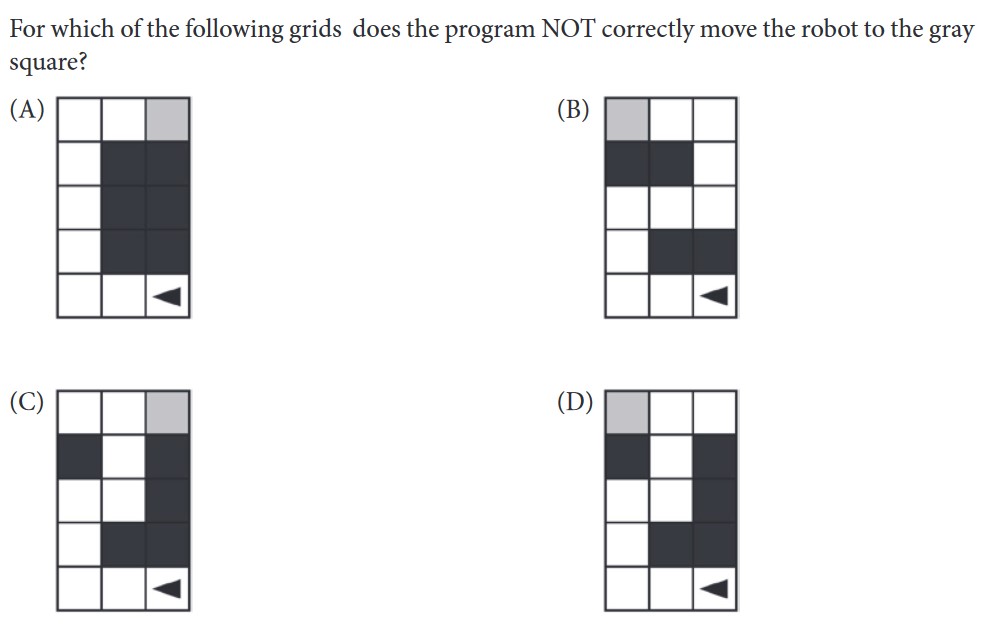 For which of the following grids does the program NOT correctly move the robot to the gray
square?
(A)
(B)
(C)
(D)